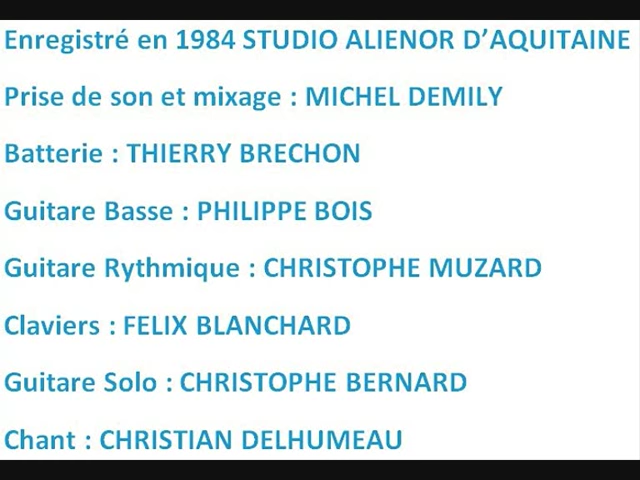 Enregistré en 1984 STUDIO ALIENOR D’AQUITAINE
Prise de son et mixage : MICHEL DEMILY
Batterie : THIERRY BRECHON
Guitare Basse : PHILIPPE BOIS
Guitare Rythmique : CHRISTOPHE MUZARD
Claviers : FELIX BLANCHARD
Guitare Solo : CHRISTOPHE BERNARD
Chant : CHRISTIAN DELHUMEAU